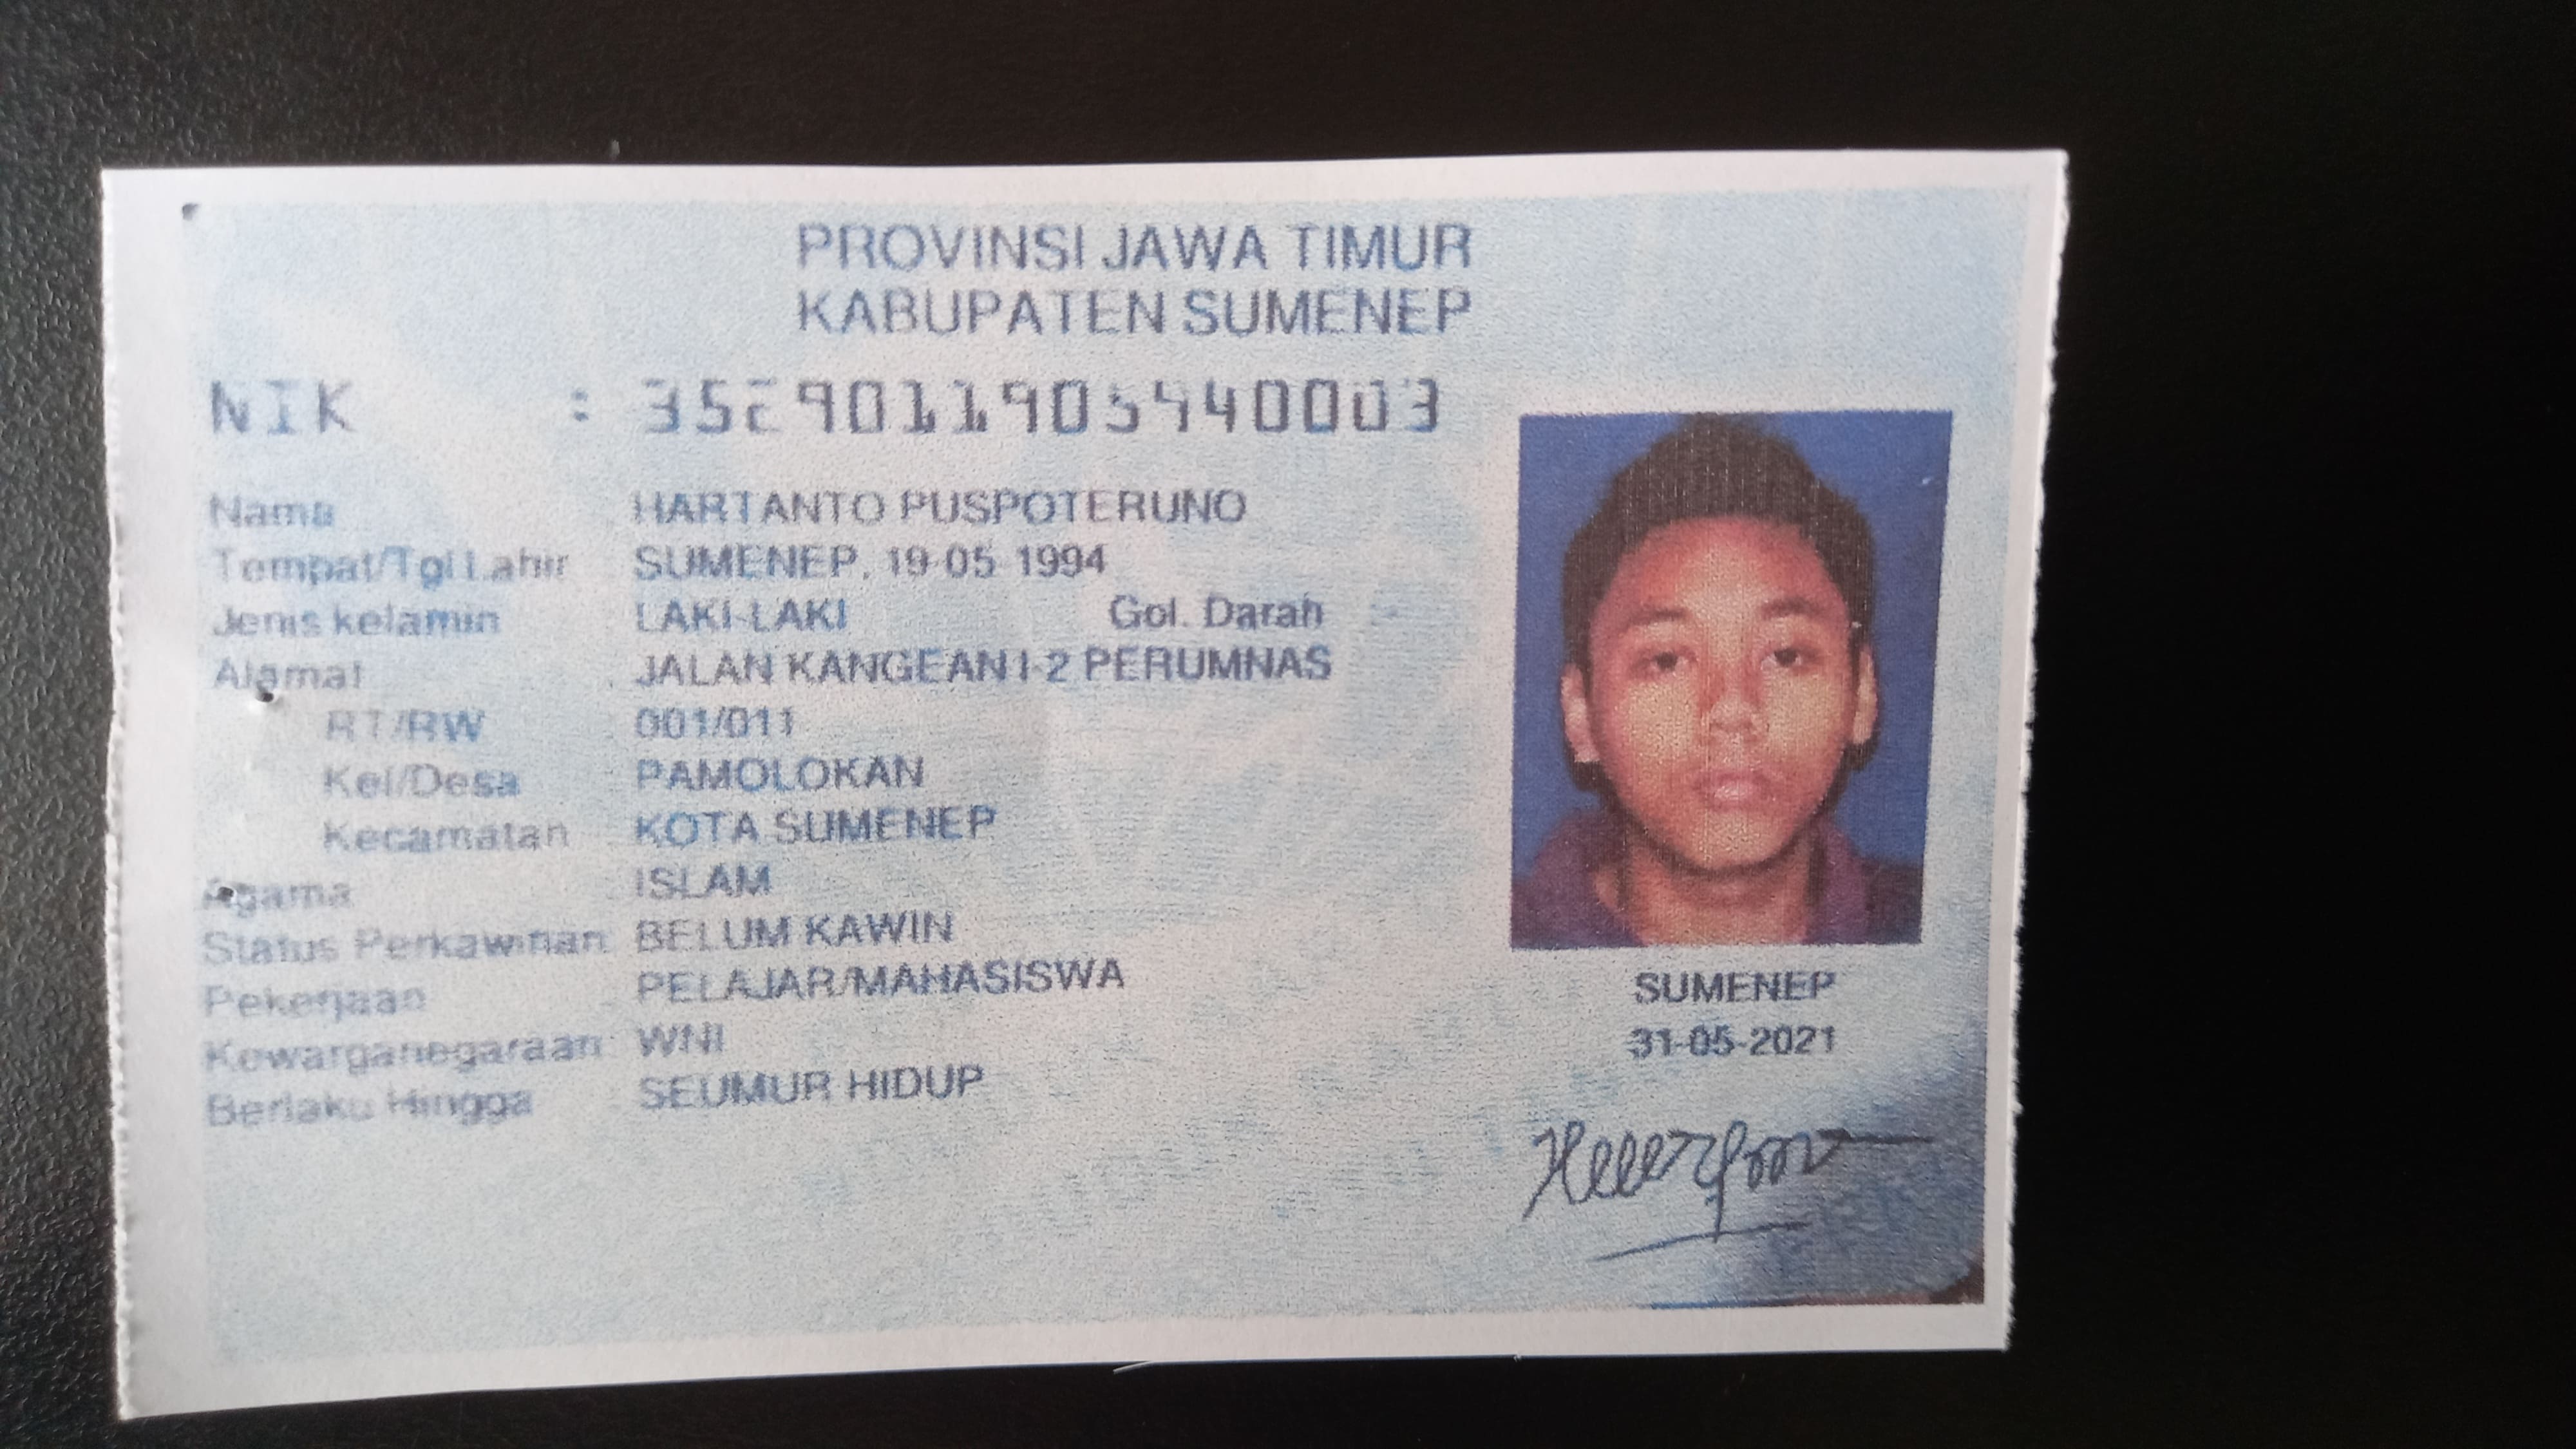 PROVINSI JAWA TIMUR
KABUPATEN SUMENEP
NIK : 3529011905940003
Nama HARTANTO PUSPOTERUNO
Tempat/Tgl Lahir SUMENEP, 19-05-1994
Jenis kelamin LAKI-LAKI Gol. Darah -
Alamat JALAN KANGEAN I-2 PERUMNAS
RT/RW 001/011
Kel/Desa PAMOLOKAN
Kecamatan KOTA SUMENEP
Agama ISLAM
Status Perkawinan BELUM KAWIN
Pekerjaan PELAJAR/MAHASISWA
Kewarganegaraan WNI
Berlaku Hingga SEUMUR HIDUP
SUMENEP
31-05-2021